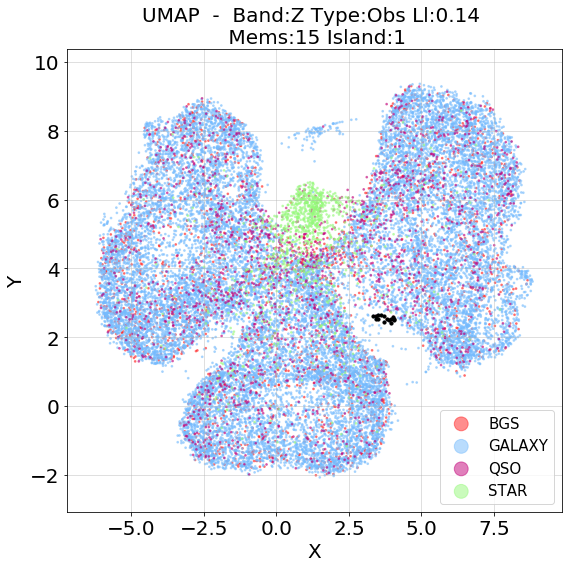 UMAP - Band:Z Type:Obs Ll:0.14
Mems:15 Island:1
10
8
6
4
2
0
−2
Y
−5.0 −2.5 0.0 2.5 5.0 7.5
X
BGS
GALAXY
QSO
STAR